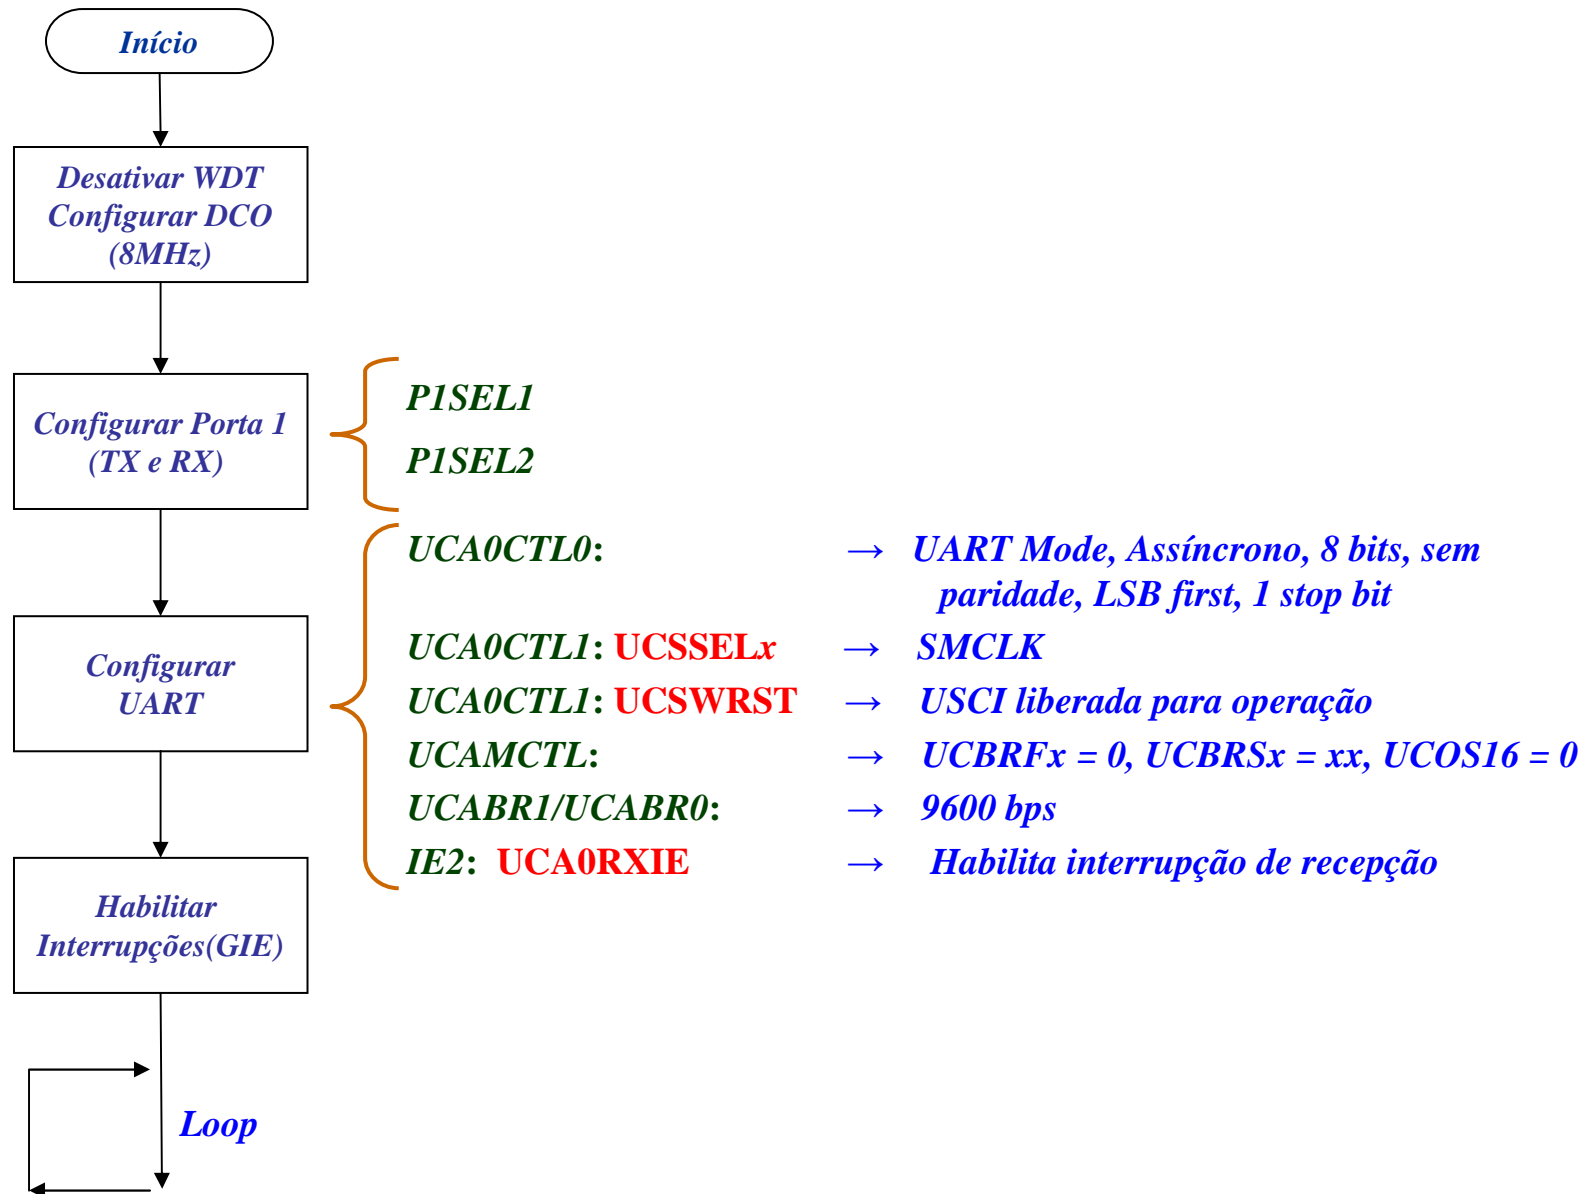 Início
Desativar WDT
Configurar DCO
(8MHz)
Configurar Porta 1
(TX e RX)
P1SEL1
P1SEL2
Configurar
UART
UCA0CTL0: → UART Mode, Assíncrono, 8 bits, sem
paridade, LSB first, 1 stop bit
UCA0CTL1: UCSSELx → SMCLK
UCA0CTL1: UCSWRST → USCI liberada para operação
UCAMCTL: → UCBRFx = 0, UCBRSx = xx, UCOS16 = 0
UCABR1/UCABR0: → 9600 bps
IE2: UCA0RXIE → Habilita interrupção de recepção
Habilitar
Interrupções(GIE)
Loop